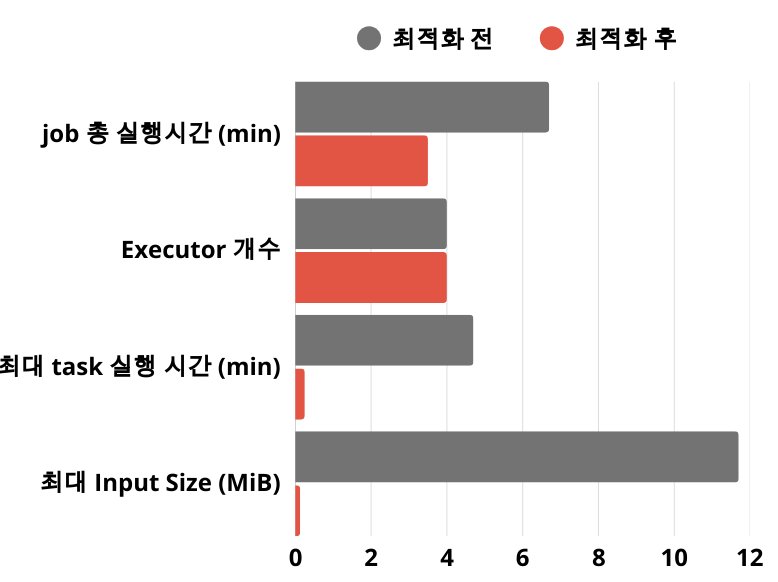 최적화 전
최적화 후
job 총 실행시간 (min)
Executor 개수
최대 task 실행 시간 (min)
최대 Input Size (MiB)
0 2 4 6 8 10 12